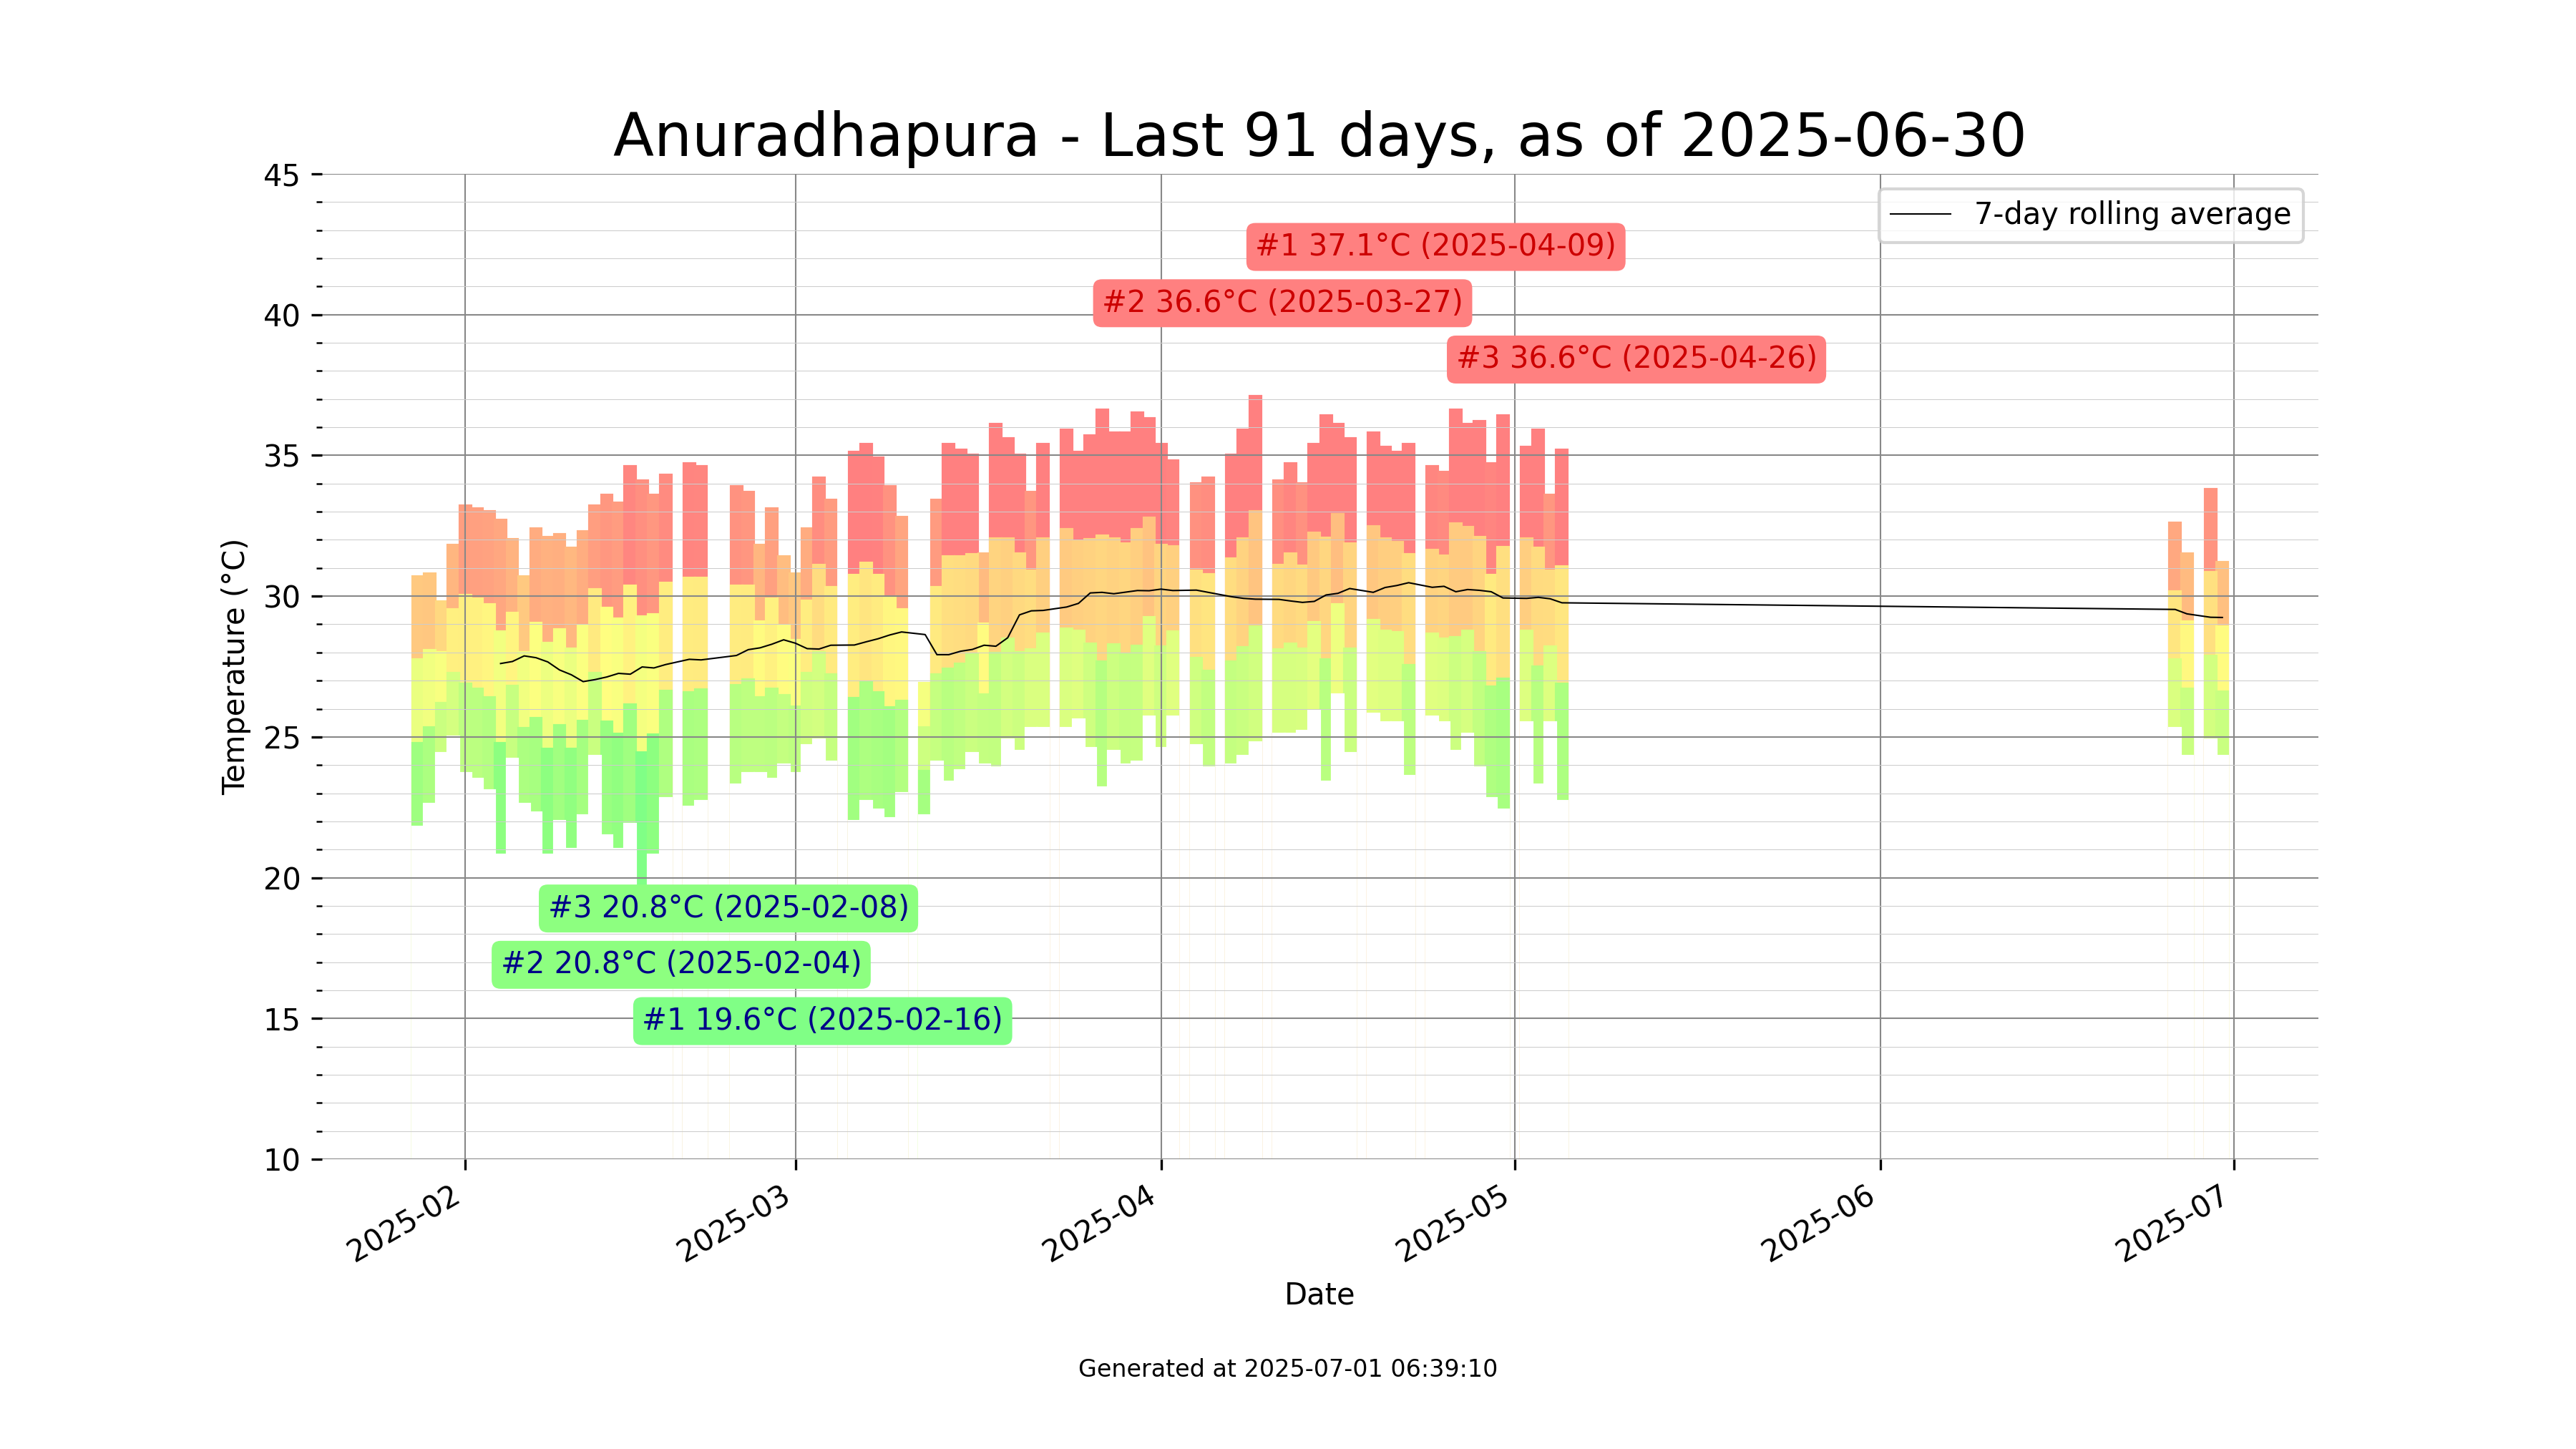 Anuradhapura - Last 91 days, as of 2025-06-30
7-day rolling average
#1 37.1°C (2025-04-09)
#2 36.6°C (2025-03-27)
#3 36.6°C (2025-04-26)
#3 20.8°C (2025-02-08)
#2 20.8°C (2025-02-04)
#1 19.6°C (2025-02-16)
Temperature (°C)
45
40
35
30
25
20
15
10
2025-02
2025-03
2025-04
2025-05
2025-06
2025-07
Date
Generated at 2025-07-01 06:39:10